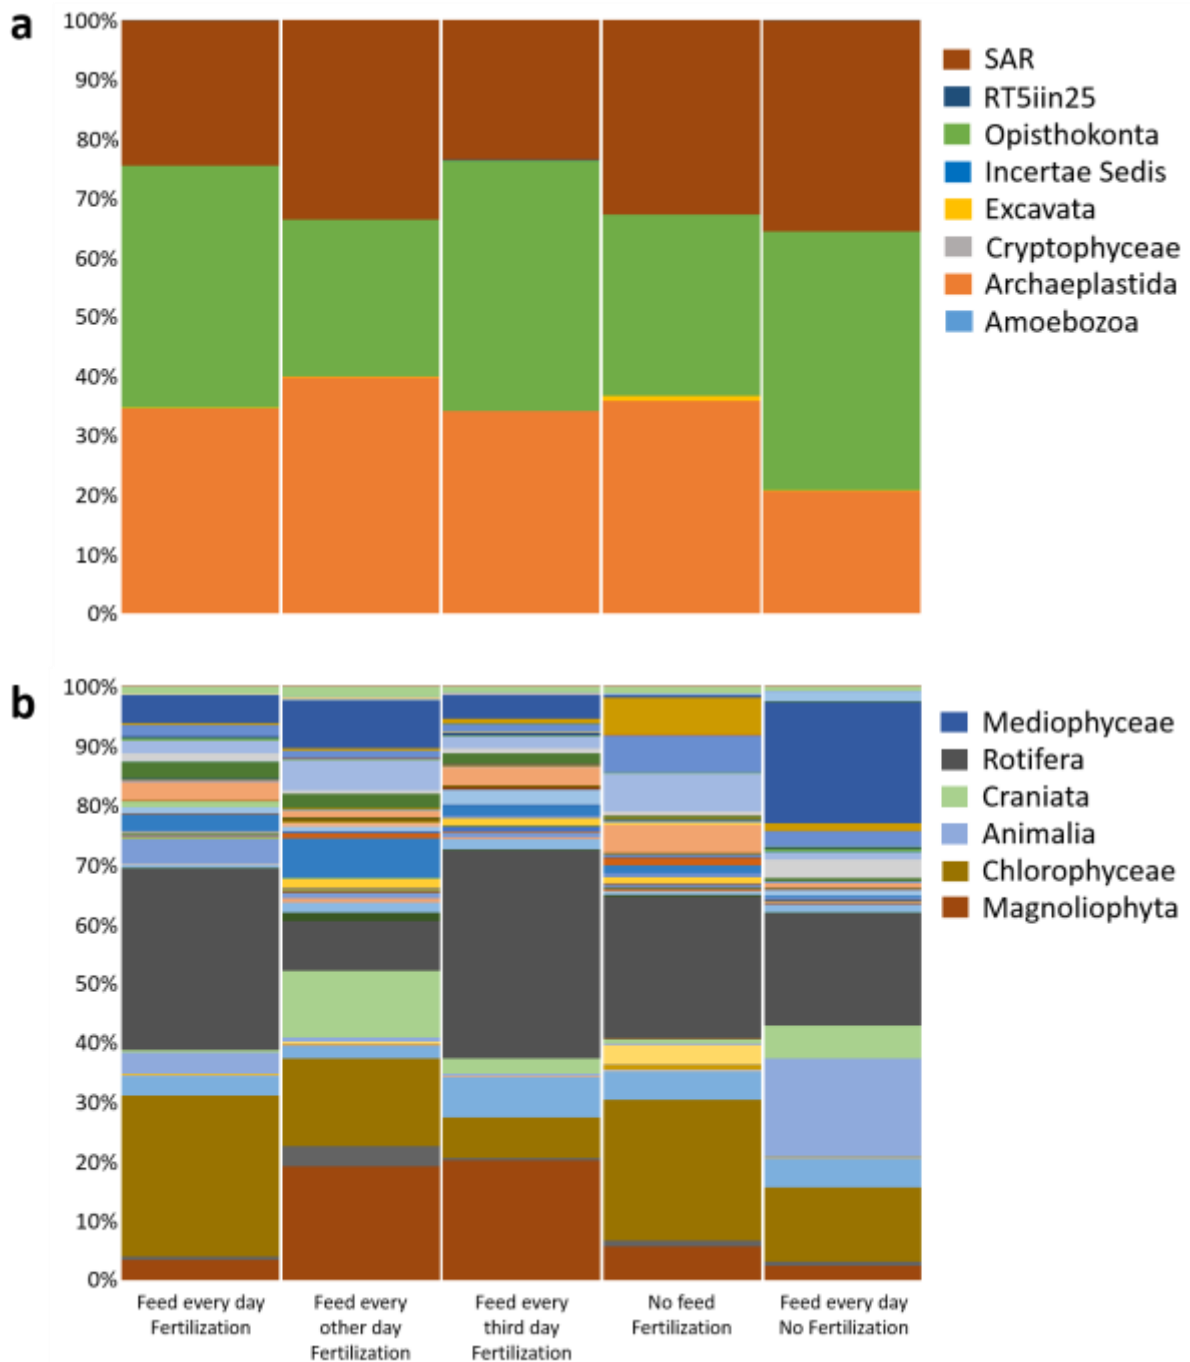 a
100%
90%
80%
70%
60%
50%
40%
30%
20%
10%
0%
SAR
RT5iin25
Opisthokonta
Incertae Sedis
Excavata
Cryptophyceae
Archaeplastida
Amoebozoa
b
100%
90%
80%
70%
60%
50%
40%
30%
20%
10%
0%
Mediophyceae
Rotifera
Craniata
Animalia
Chlorophyceae
Magnoliophyta
Feed every day
Fertilization
Feed every
other day
Fertilization
Feed every
third day
Fertilization
No feed
Fertilization
Feed every day
No Fertilization